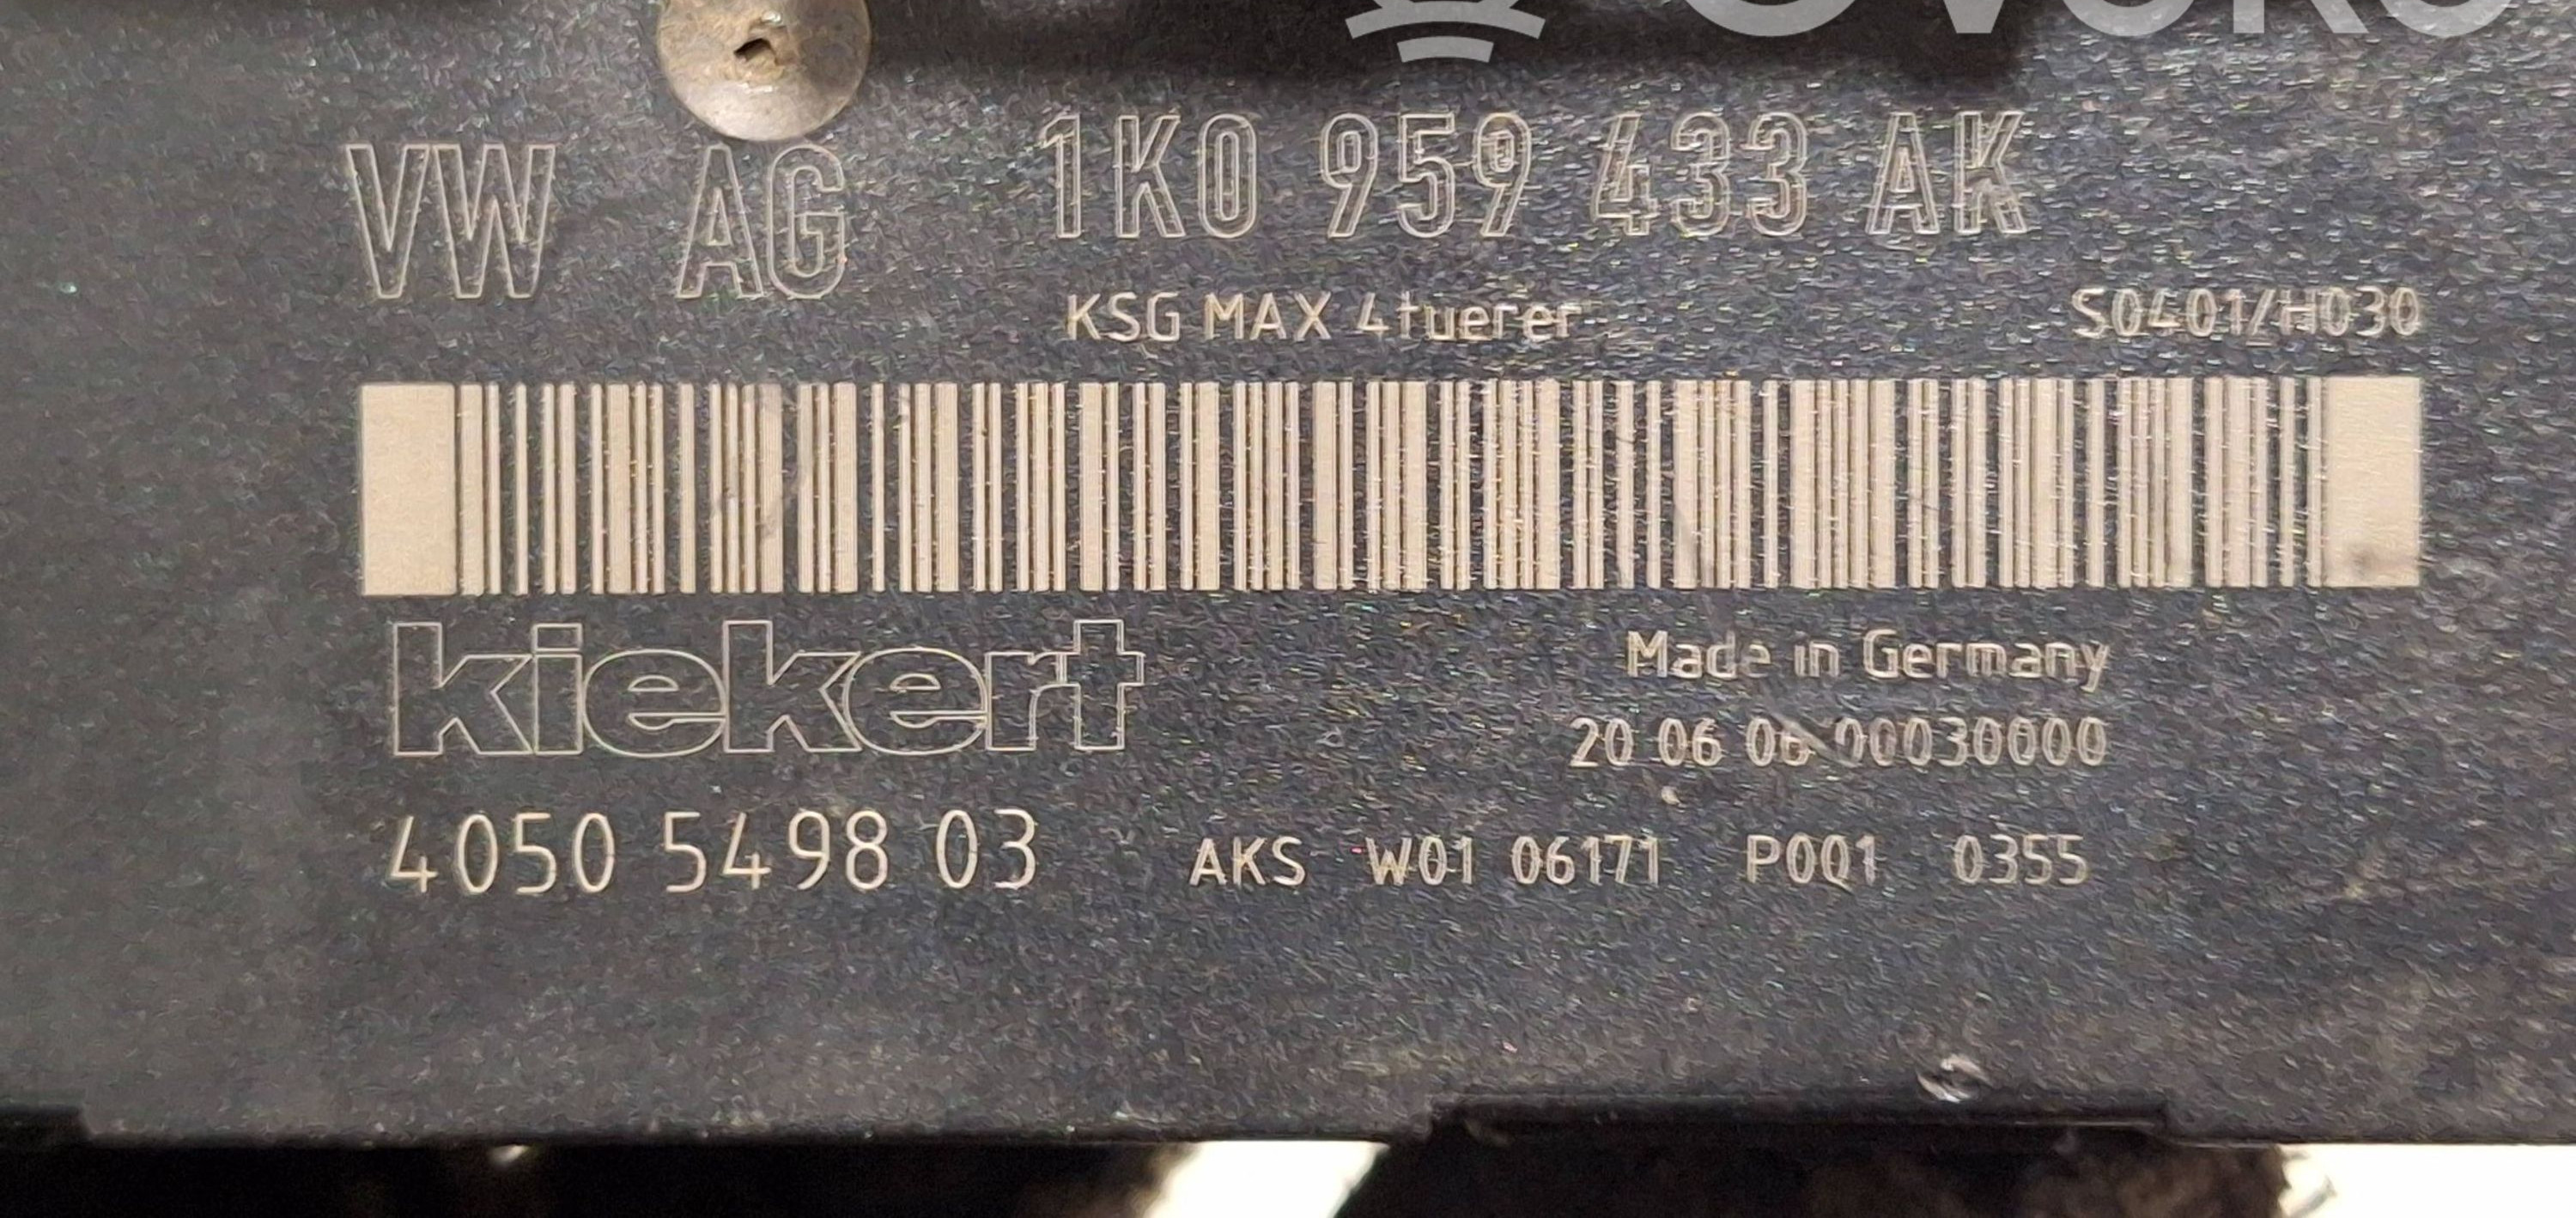 VW AG 1K0 959 433 AK
KSG MAX 4tuerer S0401/H030
kiekert
Made in Germany
20 06 06 00030000
4050 5498 03 AKS W01 06171 P001 0355